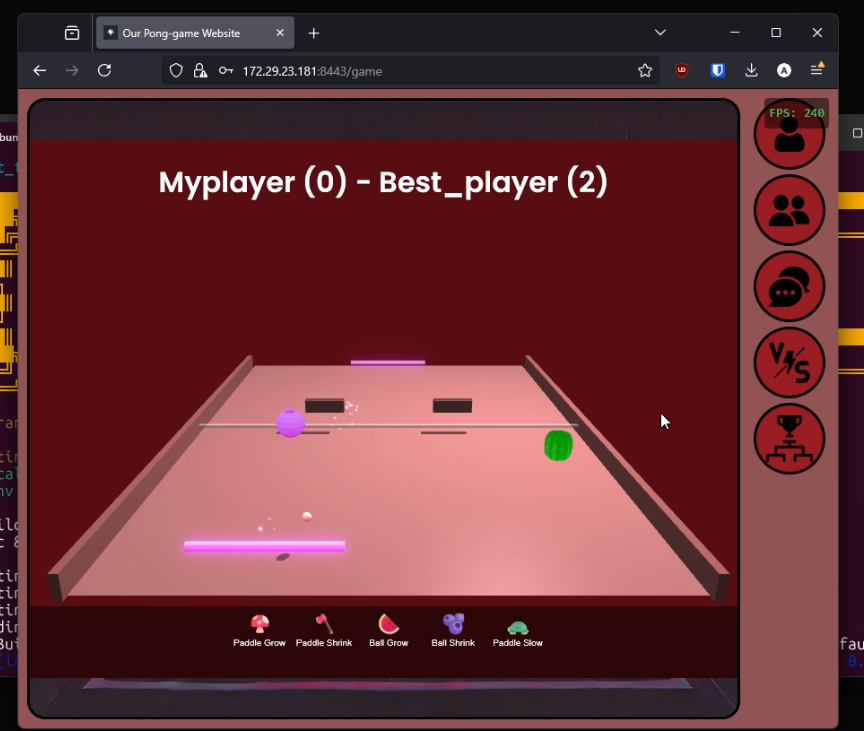 Our Pong-game Website
172.29.23.181:8443/game
FPS: 240
Myplayer (0) - Best_player (2)
VS
Paddle Grow Paddle Shrink Ball Grow Ball Shrink Paddle Slow